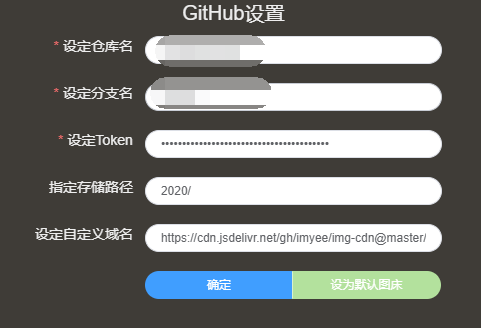 GitHub设置
* 设定仓库名
* 设定分支名
* 设定Token ••••••••••••••••••••••••••••••••••••••••
指定存储路径 2020/
设定自定义域名 https://cdn.jsdelivr.net/gh/imyee/img-cdn@master/
确定 设为默认图床